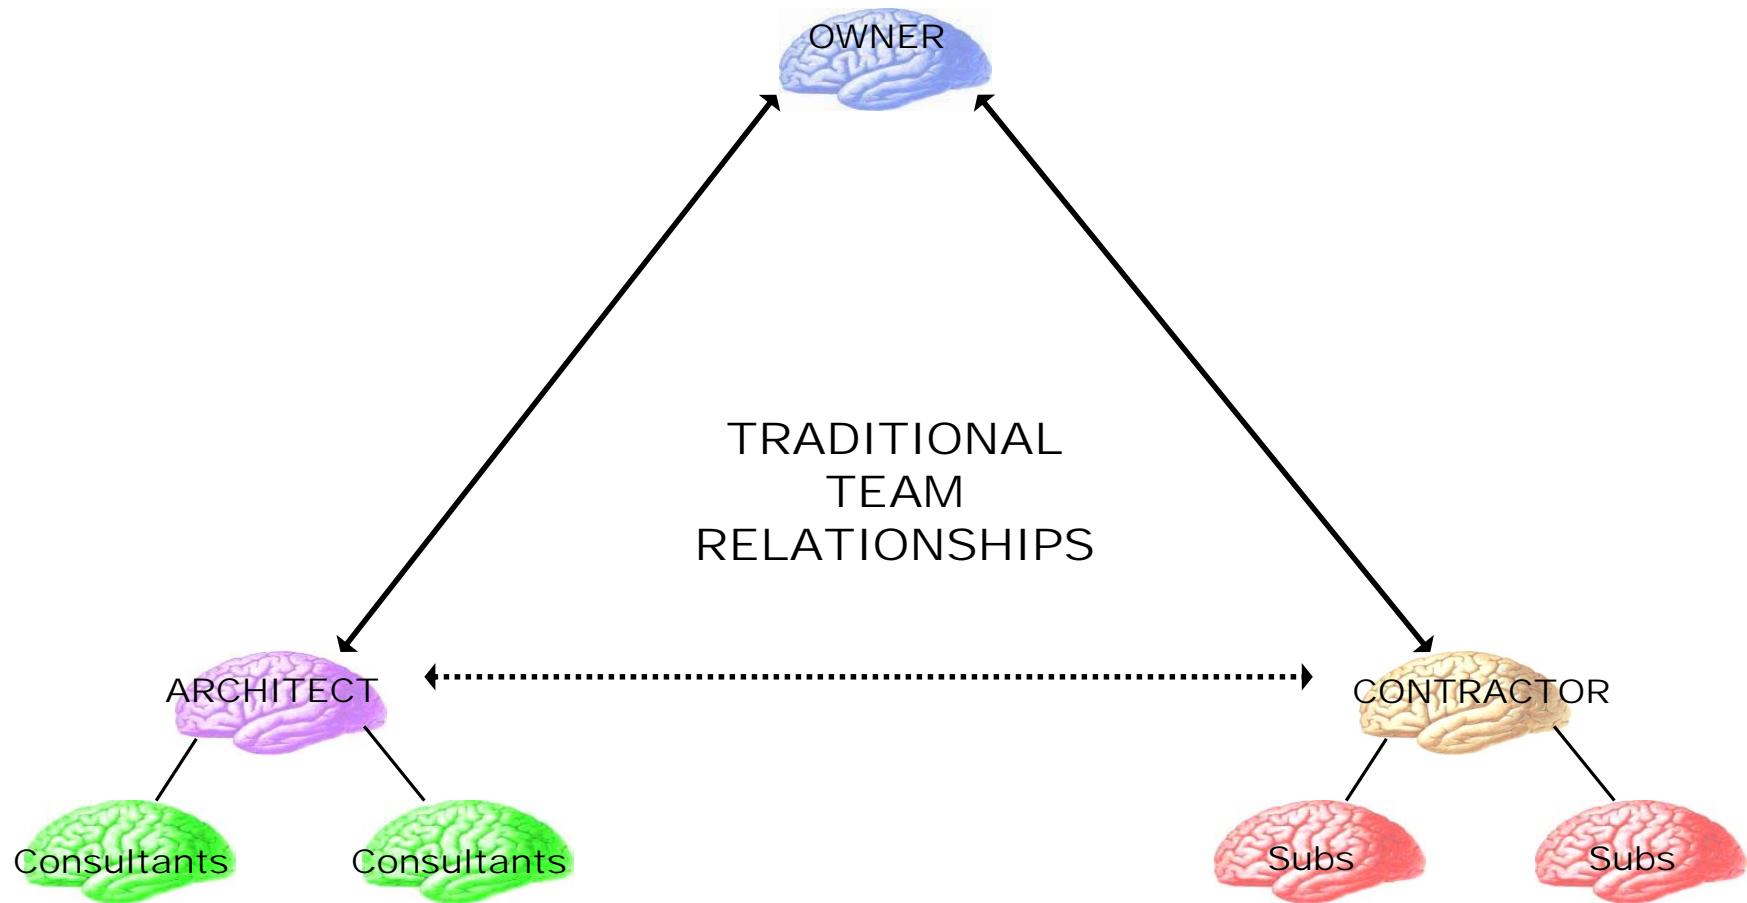 OWNER
TRADITIONAL
TEAM
RELATIONSHIPS
ARCHITECT
CONTRACTOR
Consultants
Consultants
Subs
Subs